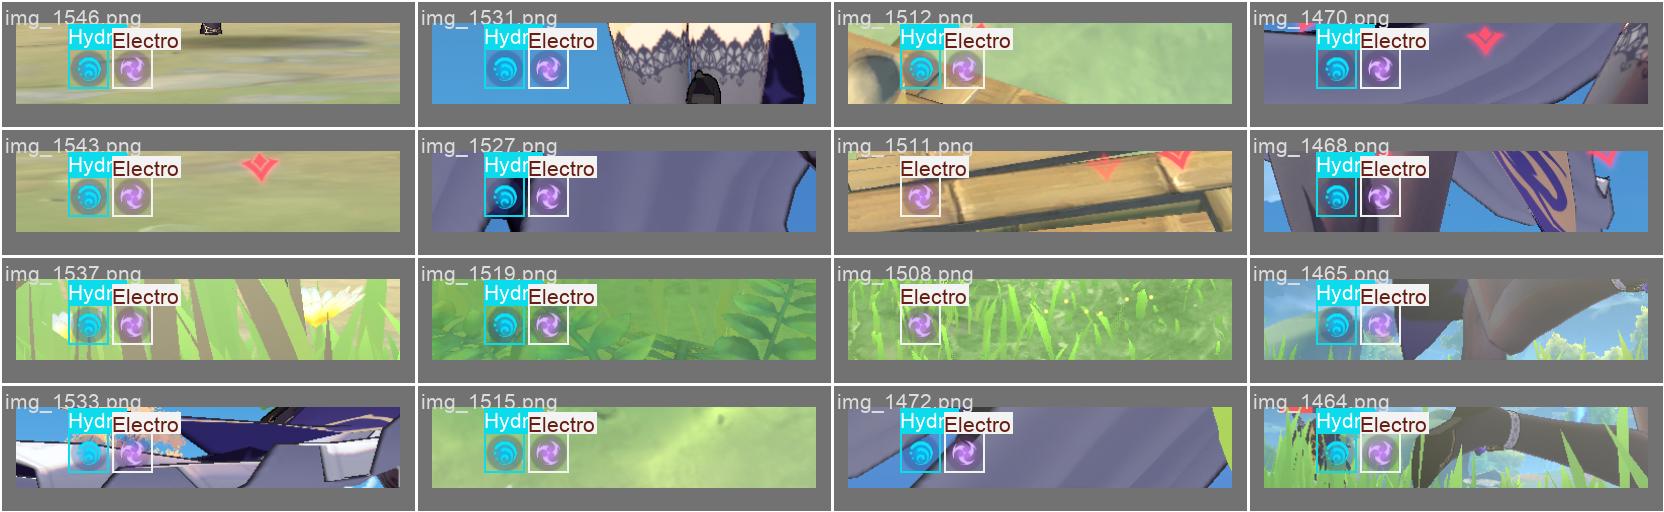 img_1546.png
Hydr Electro
img_1531.png
Hydr Electro
img_1512.png
Hydr Electro
img_1470.png
Hydr Electro
img_1543.png
Hydr Electro
img_1527.png
Hydr Electro
img_1511.png
Electro
img_1468.png
Hydr Electro
img_1537.png
Hydr Electro
img_1519.png
Hydr Electro
img_1508.png
Electro
img_1465.png
Hydr Electro
img_1533.png
Hydr Electro
img_1515.png
Hydr Electro
img_1472.png
Hydr Electro
img_1464.png
Hydr Electro